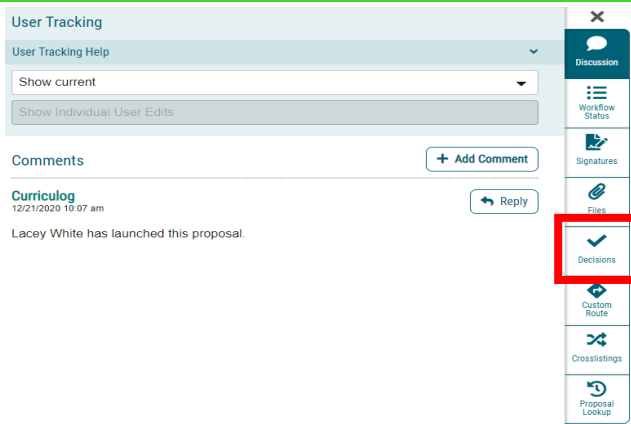 User Tracking
User Tracking Help
Show current
Show Individual User Edits
Comments
+ Add Comment
Curriculog
12/21/2020 10:07 am
Reply
Lacey White has launched this proposal.
Discussion
Workflow
Status
Signatures
Files
Decisions
Custom
Route
Crosslistings
Proposal
Lookup